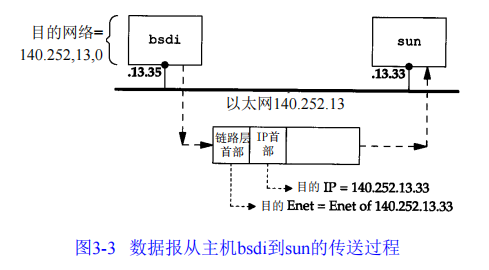 目的网络=
140.252,13,0
bsdi
sun
.13.35
.13.33
以太网140.252.13
链路层
首部
IP首
部
目的 IP = 140.252.13.33
目的 Enet = Enet of 140.252.13.33
图3-3 数据报从主机bsdi到sun的传送过程